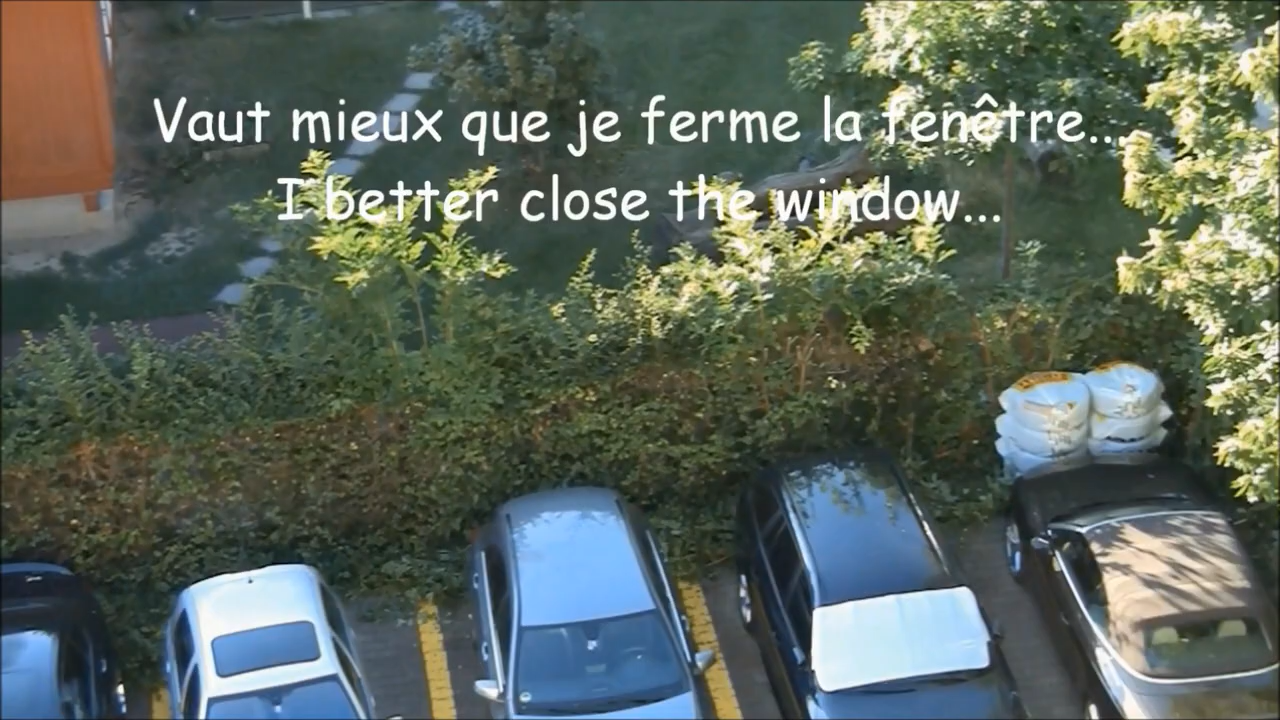 Vaut mieux que je ferme la fenêtre...
I better close the window...